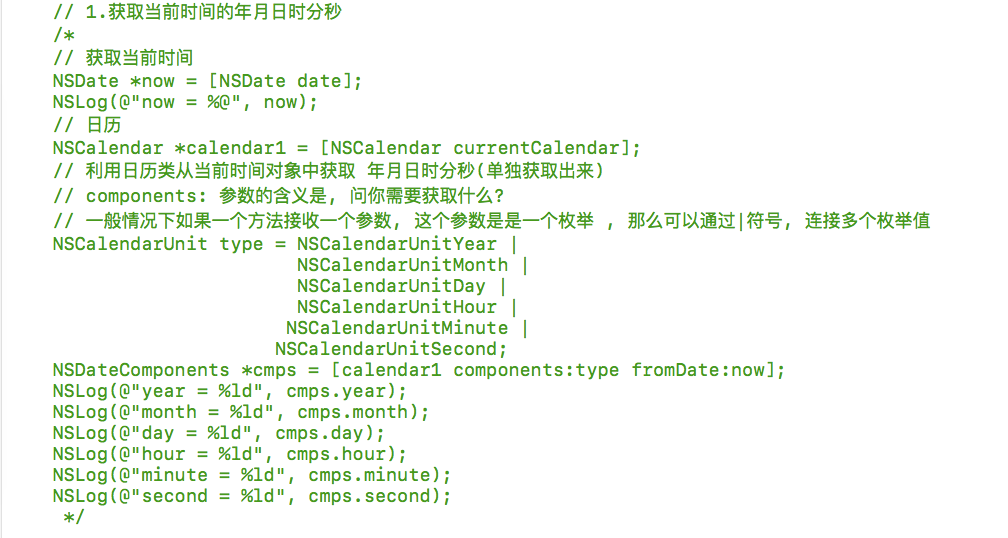 // 1.获取当前时间的年月日时分秒
/*
// 获取当前时间
NSDate *now = [NSDate date];
NSLog(@"now = %@", now);
// 日历
NSCalendar *calendar1 = [NSCalendar currentCalendar];
// 利用日历类从当前时间对象中获取 年月日时分秒(单独获取出来)
// components: 参数的含义是, 问你需要获取什么?
// 一般情况下如果一个方法接收一个参数, 这个参数是是一个枚举 , 那么可以通过|符号, 连接多个枚举值
NSCalendarUnit type = NSCalendarUnitYear |
NSCalendarUnitMonth |
NSCalendarUnitDay |
NSCalendarUnitHour |
NSCalendarUnitMinute |
NSCalendarUnitSecond;
NSDateComponents *cmps = [calendar1 components:type fromDate:now];
NSLog(@"year = %ld", cmps.year);
NSLog(@"month = %ld", cmps.month);
NSLog(@"day = %ld", cmps.day);
NSLog(@"hour = %ld", cmps.hour);
NSLog(@"minute = %ld", cmps.minute);
NSLog(@"second = %ld", cmps.second);
*/